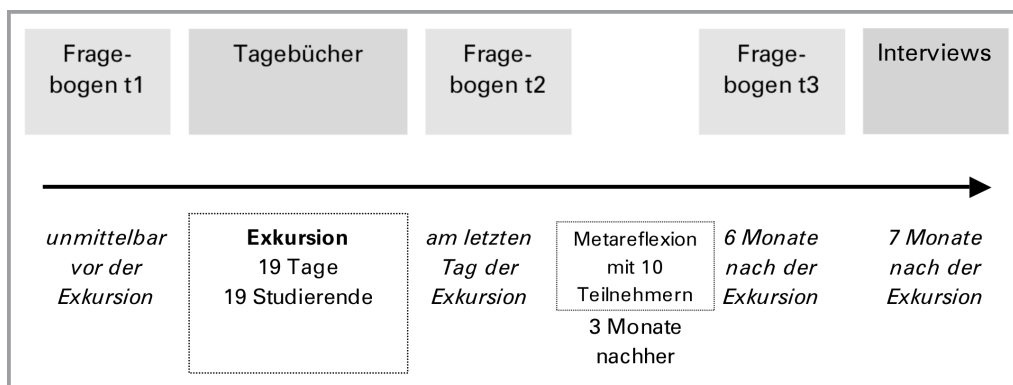 Frage-
bogen t1
Tagebücher
Frage-
bogen t2
Frage-
bogen t3
Interviews
unmittelbar
vor der
Exkursion
Exkursion
19 Tage
19 Studierende
am letzten
Tag der
Exkursion
Metareflexion
mit 10
Teilnehmern
3 Monate
nachher
6 Monate
nach der
Exkursion
7 Monate
nach der
Exkursion